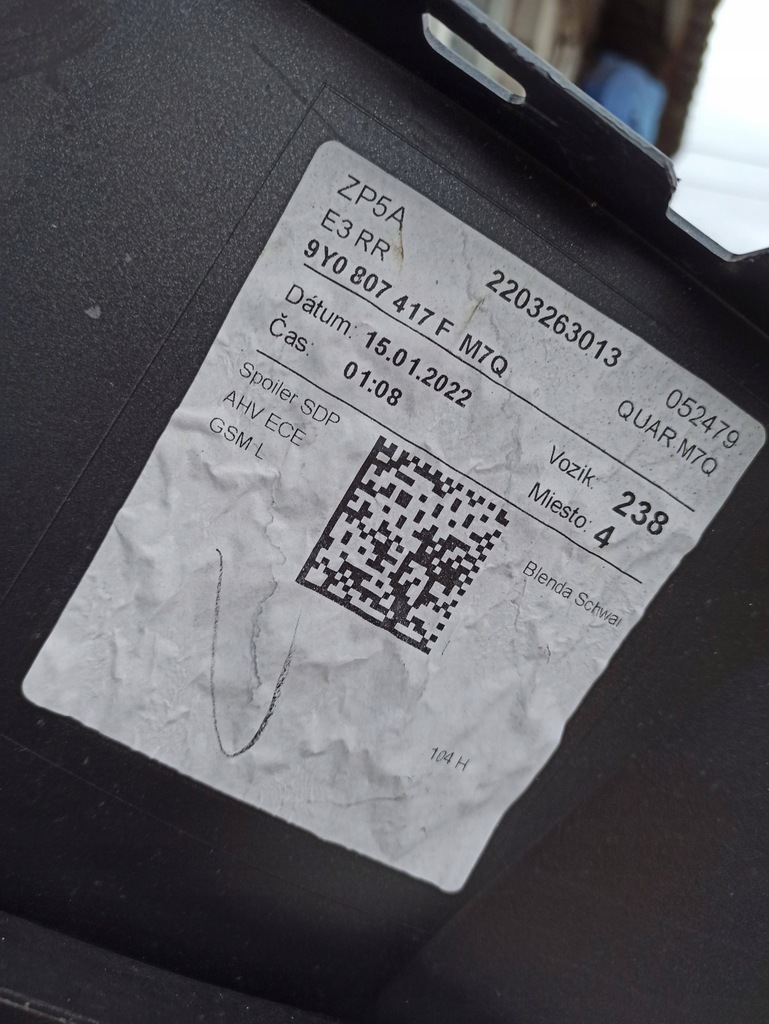 ZP5A
E3 RR 2203263013 052479
9Y0 807 417 F M7Q QUAR.M7Q
Dátum: 15.01.2022 Vozik: 238
Čas: 01:08 Miesto: 4
Spoiler SDP
AHV ECE
GSM L
Blenda Schwar
104 H